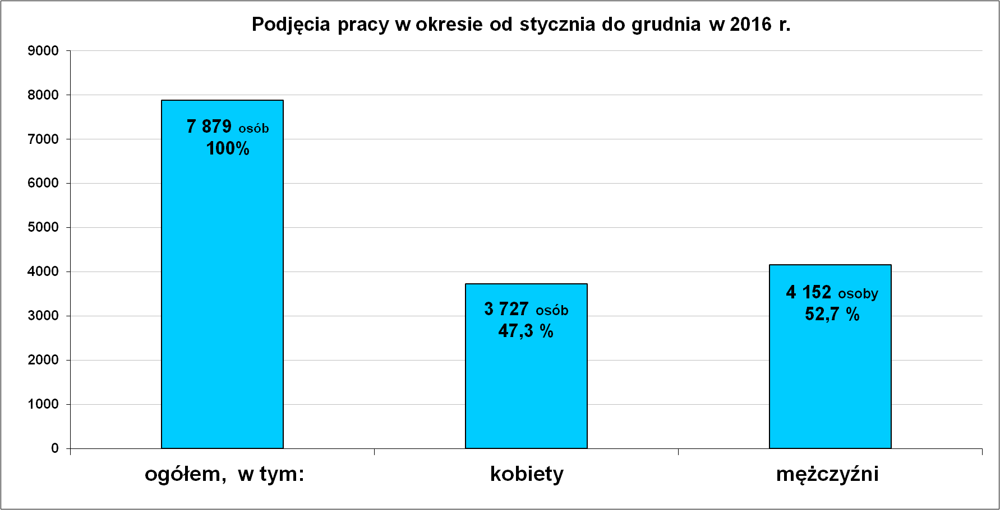 Podjęcia pracy w okresie od stycznia do grudnia w 2016 r.
9000
8000
7000
6000
5000
4000
3000
2000
1000
0
7 879 osób
100%
3 727 osób
47,3 %
4 152 osoby
52,7 %
ogółem, w tym:
kobiety
mężczyźni